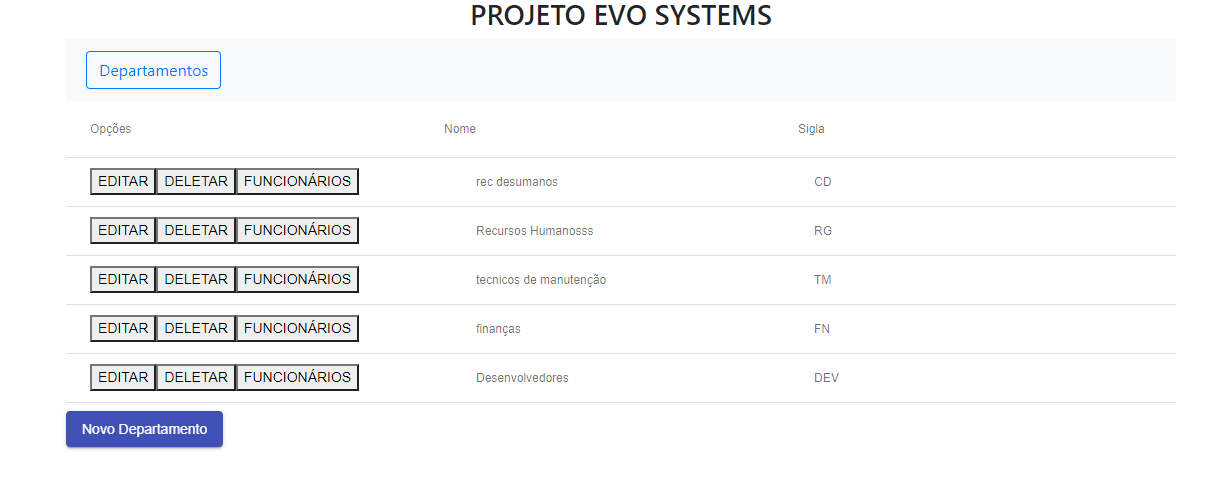 PROJETO EVO SYSTEMS
Departamentos
Opções Nome Sigla
EDITAR DELETAR FUNCIONÁRIOS rec desumanos CD
EDITAR DELETAR FUNCIONÁRIOS Recursos Humanosss RG
EDITAR DELETAR FUNCIONÁRIOS tecnicos de manutenção TM
EDITAR DELETAR FUNCIONÁRIOS finanças FN
EDITAR DELETAR FUNCIONÁRIOS Desenvolvedores DEV
Novo Departamento